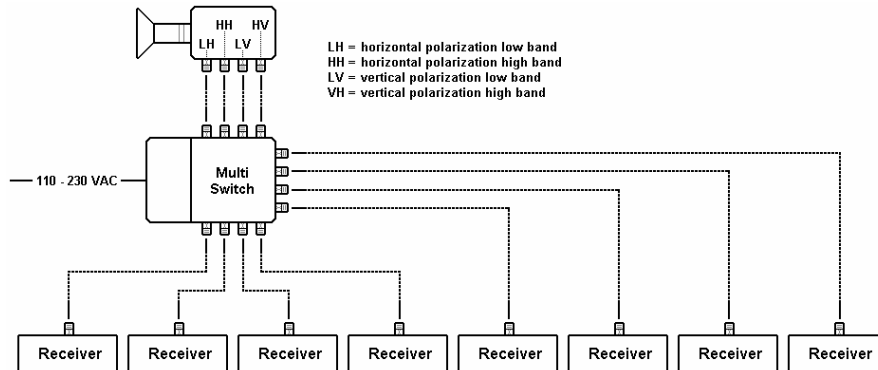 HH HV
LH LV
LH = horizontal polarization low band
HH = horizontal polarization high band
LV = vertical polarization low band
VH = vertical polarization high band
110 - 230 VAC
Multi
Switch
Receiver Receiver Receiver Receiver Receiver Receiver Receiver Receiver